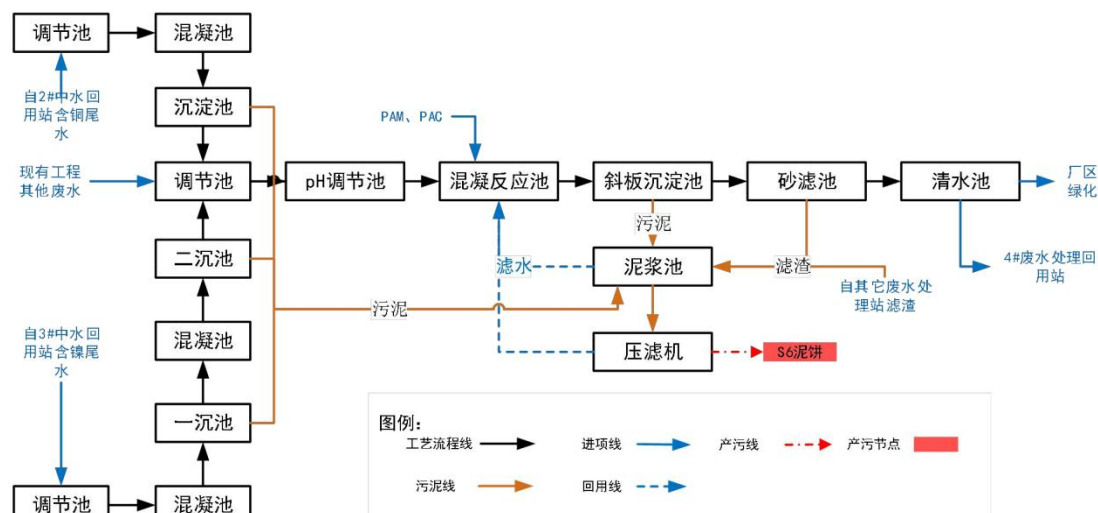 调节池
混凝池
自2#中水回
用站含铜尾
水
沉淀池
PAM、PAC
现有工程
其他废水
调节池
pH调节池
混凝反应池
斜板沉淀池
砂滤池
清水池
厂区
绿化
污泥
二沉池
滤水
泥浆池
滤渣
4#废水处理回
用站
自其它废水处
理站滤渣
污泥
自3#中水回
用站含镍尾
水
混凝池
压滤机
S6泥饼
一沉池
图例:
工艺流程线
进项线
产污线
产污节点
污泥线
回用线
调节池
混凝池